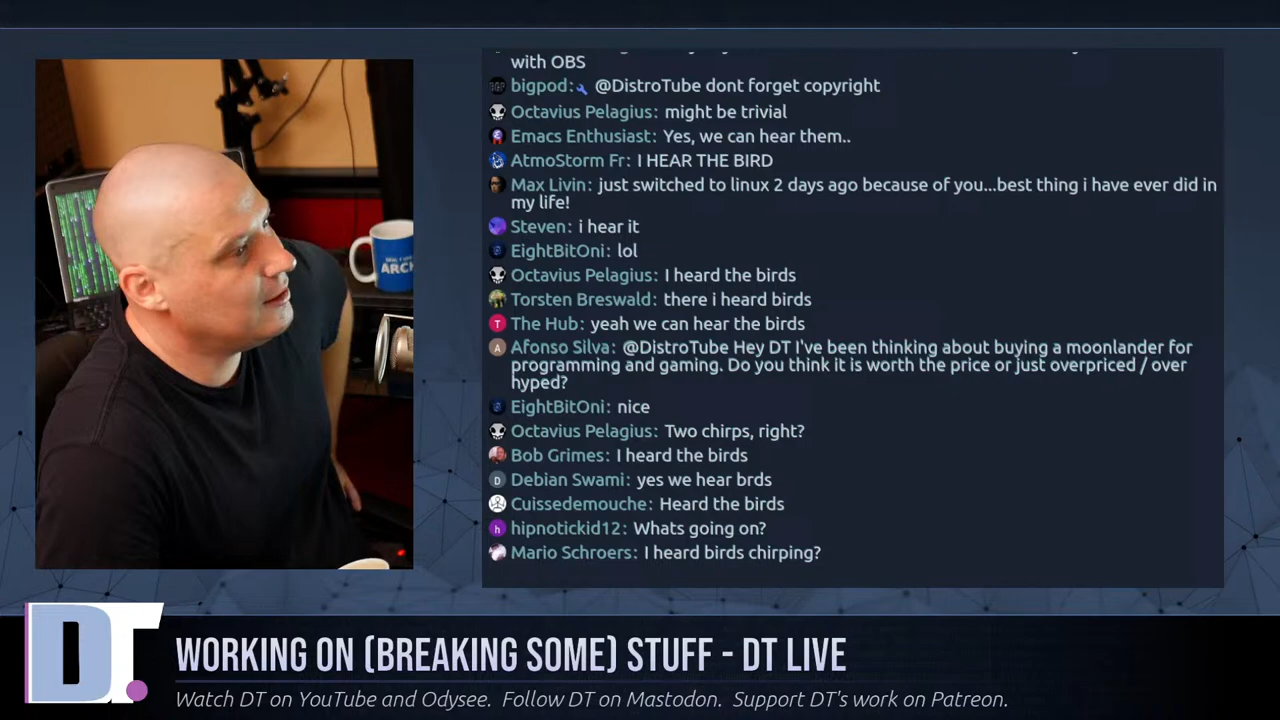 with OBS
bigpod: @DistroTube dont forget copyright
Octavius Pelagius: might be trivial
Emacs Enthusiast: Yes, we can hear them..
AtmoStorm Fr: I HEAR THE BIRD
Max Livin: just switched to linux 2 days ago because of you...best thing i have ever did in
my life!
Steven: i hear it
EightBitOni: lol
Octavius Pelagius: I heard the birds
Torsten Breswald: there i heard birds
T The Hub: yeah we can hear the birds
A Afonso Silva: @DistroTube Hey DT I've been thinking about buying a moonlander for
programming and gaming. Do you think it is worth the price or just overpriced / over
hyped?
EightBitOni: nice
Octavius Pelagius: Two chirps, right?
Bob Grimes: I heard the birds
D Debian Swami: yes we hear brds
Cuissedemouche: Heard the birds
h hipnotickid12: Whats going on?
Mario Schroers: I heard birds chirping?
ARCH
DT.
WORKING ON (BREAKING SOME) STUFF - DT LIVE
Watch DT on YouTube and Odysee. Follow DT on Mastodon. Support DT's work on Patreon.